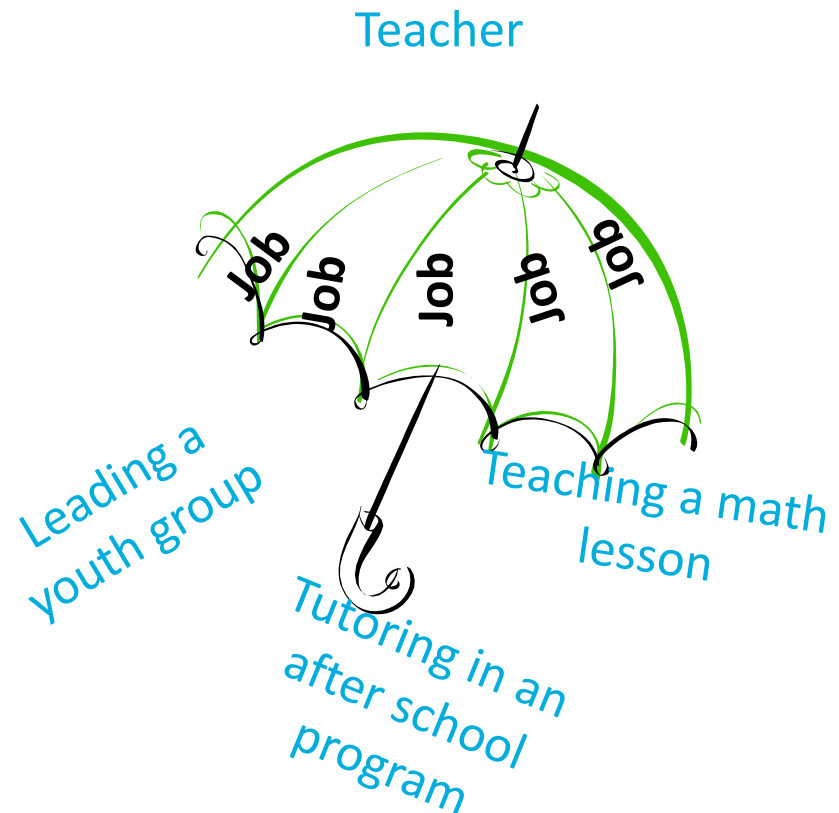 Teacher
Job
Job
Job
Job
Job
Leading a
youth group
Teaching a math
lesson
Tutoring in an
after school
program